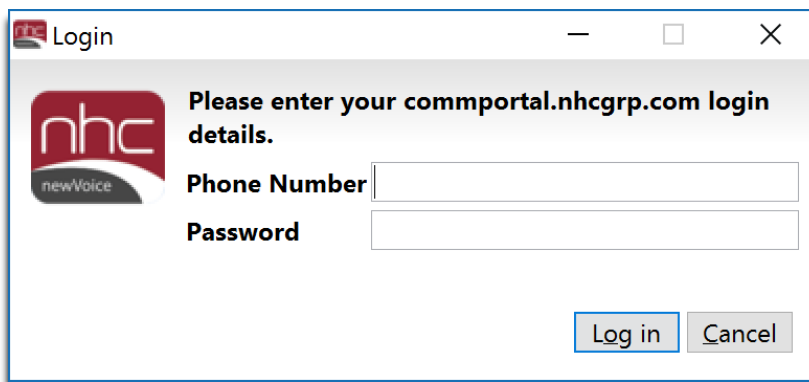 Login
nhc
newVoice
Please enter your commportal.nhcgrp.com login
details.
Phone Number
Password
Log in
Cancel